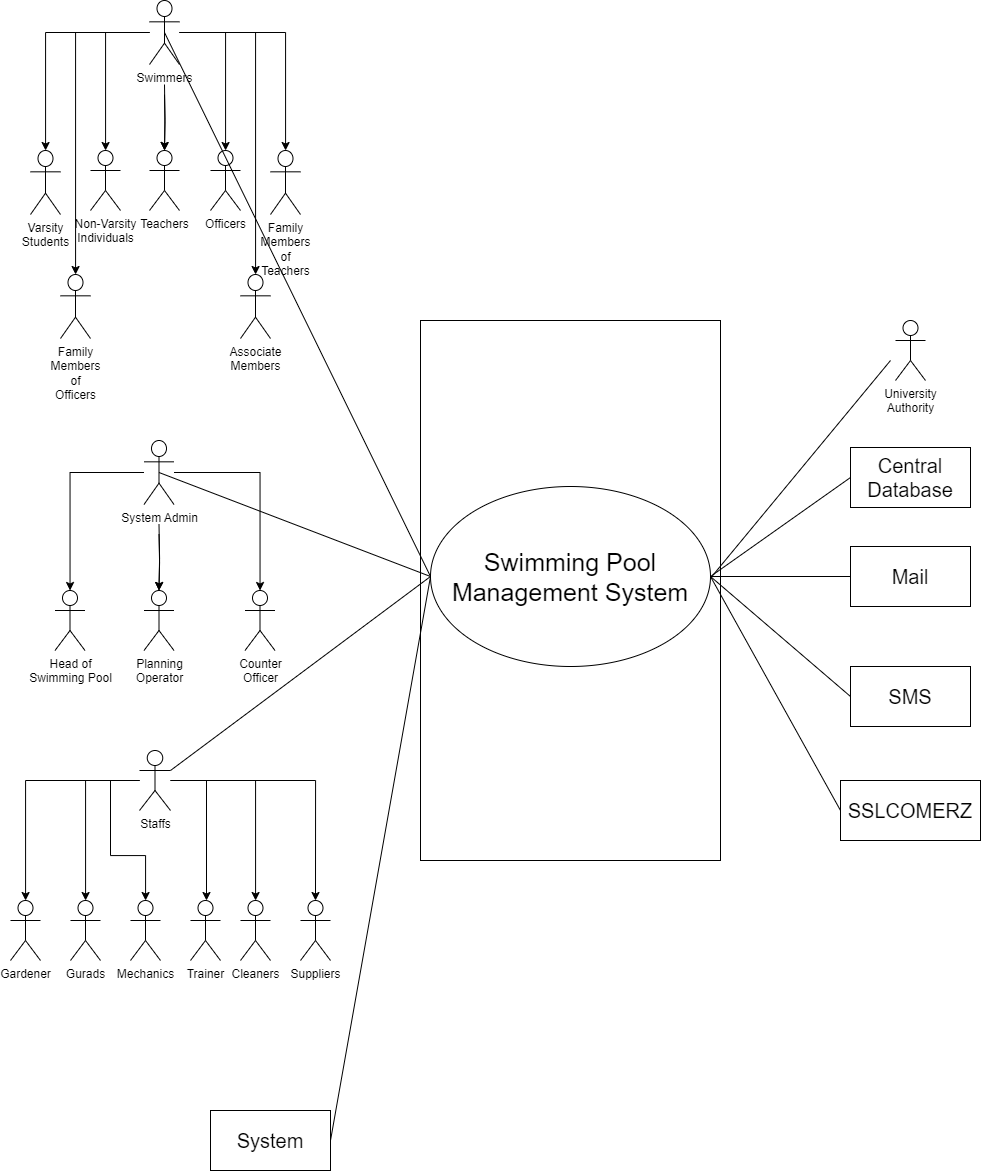 Swimmers
Varsity
Students
Non-Varsity
Individuals
Teachers
Officers
Family
Members
of
Teachers
Family
Members
of
Officers
Associate
Members
System Admin
Head of
Swimming Pool
Planning
Operator
Counter
Officer
Staffs
Gardener
Gurads
Mechanics
Trainer
Cleaners
Suppliers
System
Swimming Pool
Management System
University
Authority
Central
Database
Mail
SMS
SSLCOMERZ